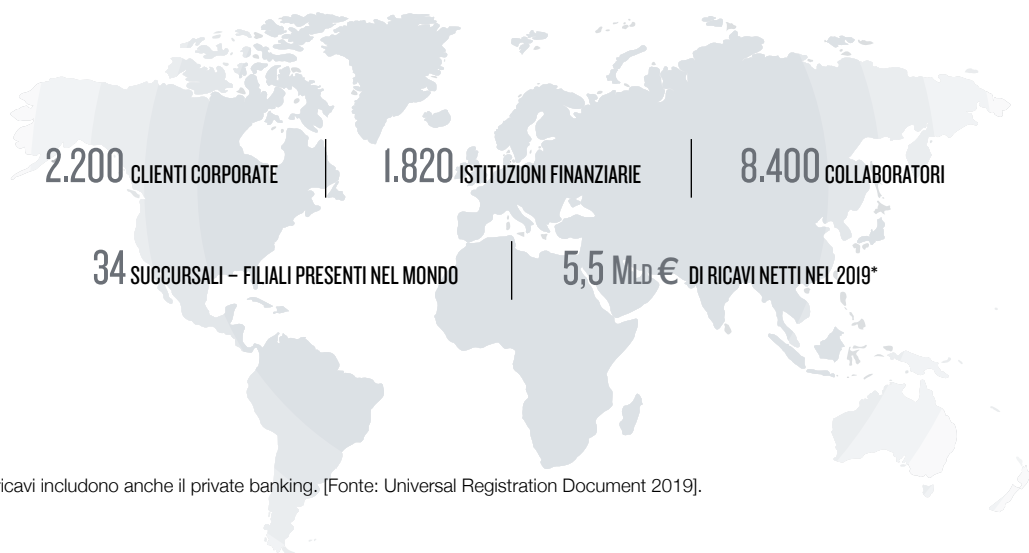 2.200 CLIENTI CORPORATE 1.820 ISTITUZIONI FINANZIARIE 8.400 COLLABORATORI
34 SUCCURSALI – FILIALI PRESENTI NEL MONDO 5,5 MLD € DI RICAVI NETTI NEL 2019*
ricavi includono anche il private banking. [Fonte: Universal Registration Document 2019].